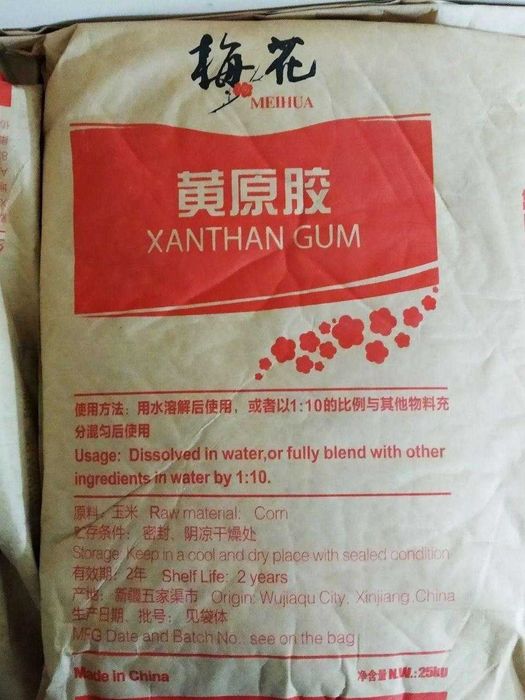 梅花
MEIHUA
黄原胶
XANTHAN GUM
使用方法：用水溶解后使用，或者以1:10的比例与其他物料充
分混匀后使用
Usage: Dissolved in water,or fully blend with other
ingredients in water by 1:10.
原料：玉米 Raw material: Corn
贮存条件：密封、阴凉干燥处
Storage: Keep in a cool and dry place with sealed condition
有效期：2年 Shelf Life: 2 years
产地：新疆五家渠市 Origin: Wujiaqu City, Xinjiang,China
生产日期、批号：见袋体
MFG Date and Batch No.: see on the bag
Made in China 净含量N.W.: 25kg